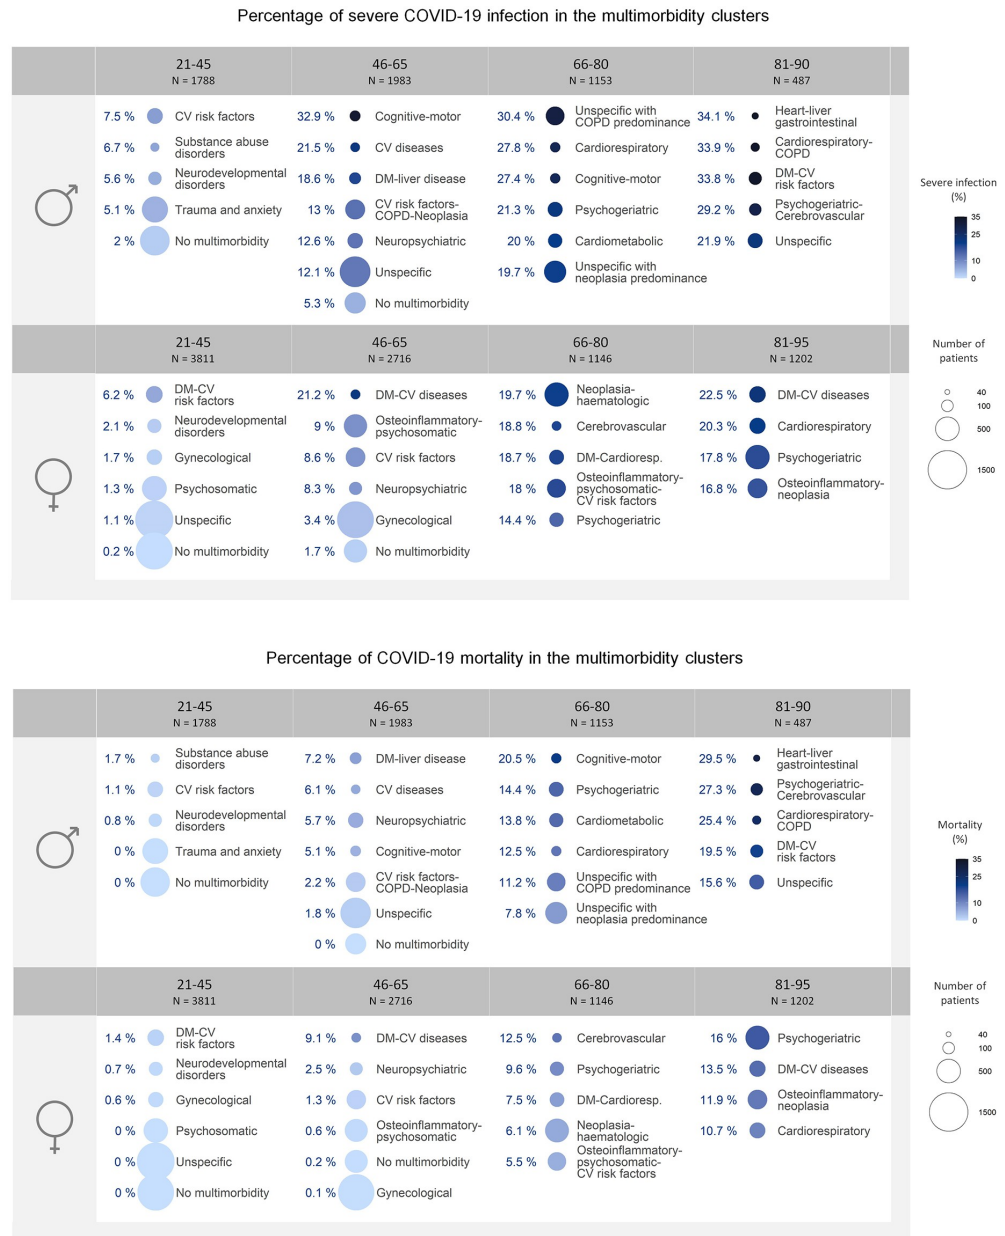 Percentage of severe COVID-19 infection in the multimorbidity clusters
21-45
N = 1788
46-65
N = 1983
66-80
N = 1153
81-90
N = 487
7.5 % CV risk factors
6.7 % Substance abuse
disorders
5.6 % Neurodevelopmental
disorders
5.1 % Trauma and anxiety
2 % No multimorbidity
32.9 % Cognitive-motor
21.5 % CV diseases
18.6 % DM-liver disease
13 % CV risk factors-
COPD-Neoplasia
12.6 % Neuropsychiatric
12.1 % Unspecific
5.3 % No multimorbidity
30.4 % Unspecific with
COPD predominance
27.8 % Cardiorespiratory
27.4 % Cognitive-motor
21.3 % Psychogeriatric
20 % Cardiometabolic
19.7 % Unspecific with
neoplasia predominance
34.1 % Heart-liver
gastrointestinal
33.9 % Cardiorespiratory-
COPD
33.8 % DM-CV
risk factors
29.2 % Psychogeriatric-
Cerebrovascular
21.9 % Unspecific
Severe infection
(%)
35
25
10
0
21-45
N = 3811
46-65
N = 2716
66-80
N = 1146
81-95
N = 1202
6.2 % DM-CV
risk factors
2.1 % Neurodevelopmental
disorders
1.7 % Gynecological
1.3 % Psychosomatic
1.1 % Unspecific
0.2 % No multimorbidity
21.2 % DM-CV diseases
9 % Osteoinflammatory-
psychosomatic
8.6 % CV risk factors
8.3 % Neuropsychiatric
3.4 % Gynecological
1.7 % No multimorbidity
19.7 % Neoplasia-
haematologic
18.8 % Cerebrovascular
18.7 % DM-Cardioresp.
18 % Osteoinflammatory-
psychosomatic-
CV risk factors
14.4 % Psychogeriatric
22.5 % DM-CV diseases
20.3 % Cardiorespiratory
17.8 % Psychogeriatric
16.8 % Osteoinflammatory-
neoplasia
Number of
patients
40
100
500
1500
Percentage of COVID-19 mortality in the multimorbidity clusters
21-45
N = 1788
46-65
N = 1983
66-80
N = 1153
81-90
N = 487
1.7 % Substance abuse
disorders
1.1 % CV risk factors
0.8 % Neurodevelopmental
disorders
0 % Trauma and anxiety
0 % No multimorbidity
7.2 % DM-liver disease
6.1 % CV diseases
5.7 % Neuropsychiatric
5.1 % Cognitive-motor
2.2 % CV risk factors-
COPD-Neoplasia
1.8 % Unspecific
0 % No multimorbidity
20.5 % Cognitive-motor
14.4 % Psychogeriatric
13.8 % Cardiometabolic
12.5 % Cardiorespiratory
11.2 % Unspecific with
COPD predominance
7.8 % Unspecific with
neoplasia predominance
29.5 % Heart-liver
gastrointestinal
27.3 % Psychogeriatric-
Cerebrovascular
25.4 % Cardiorespiratory-
COPD
19.5 % DM-CV
risk factors
15.6 % Unspecific
Mortality
(%)
35
25
10
0
21-45
N = 3811
46-65
N = 2716
66-80
N = 1146
81-95
N = 1202
1.4 % DM-CV
risk factors
0.7 % Neurodevelopmental
disorders
0.6 % Gynecological
0 % Psychosomatic
0 % Unspecific
0 % No multimorbidity
9.1 % DM-CV diseases
2.5 % Neuropsychiatric
1.3 % CV risk factors
0.6 % Osteoinflammatory-
psychosomatic
0.2 % No multimorbidity
0.1 % Gynecological
12.5 % Cerebrovascular
9.6 % Psychogeriatric
7.5 % DM-Cardioresp.
6.1 % Neoplasia-
haematologic
5.5 % Osteoinflammatory-
psychosomatic-
CV risk factors
16 % Psychogeriatric
13.5 % DM-CV diseases
11.9 % Osteoinflammatory-
neoplasia
10.7 % Cardiorespiratory
Number of
patients
40
100
500
1500